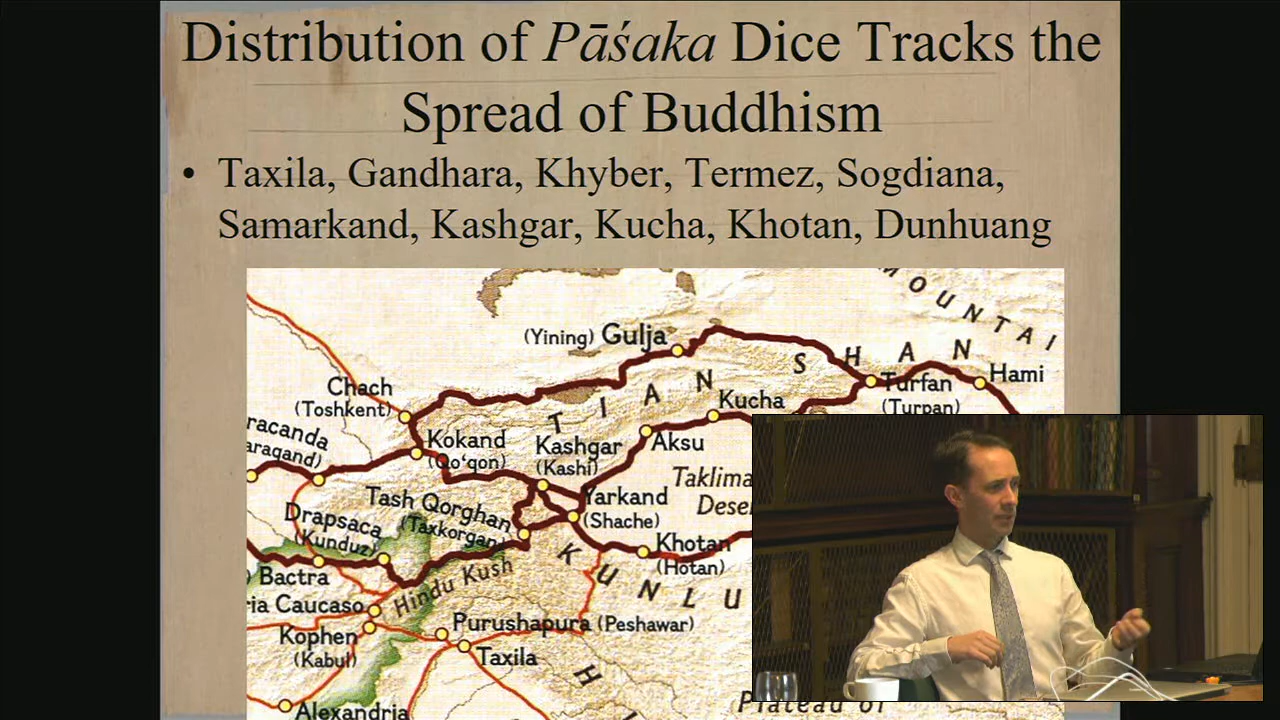 Distribution of Pāśaka Dice Tracks the
Spread of Buddhism
• Taxila, Gandhara, Khyber, Termez, Sogdiana,
Samarkand, Kashgar, Kucha, Khotan, Dunhuang
MOUNTAI
(Yining) Gulja
TIAN SHAN
Turfan
(Turpan)
Hami
Chach
(Toshkent)
Kucha
racanda
araqand)
Kokand
(Qo‘qon)
Kashgar
(Kashi)
Aksu
Taklima
Dese
Tash Qorghan
(Taxkorgan)
Yarkand
(Shache)
Drapsaca
(Kunduz)
Khotan
(Hotan)
KUNLU
Bactra
Hindu Kush
ria Caucaso
Kophen
(Kabul)
Purushapura (Peshawar)
Taxila
H
Alexandria
Plateau of